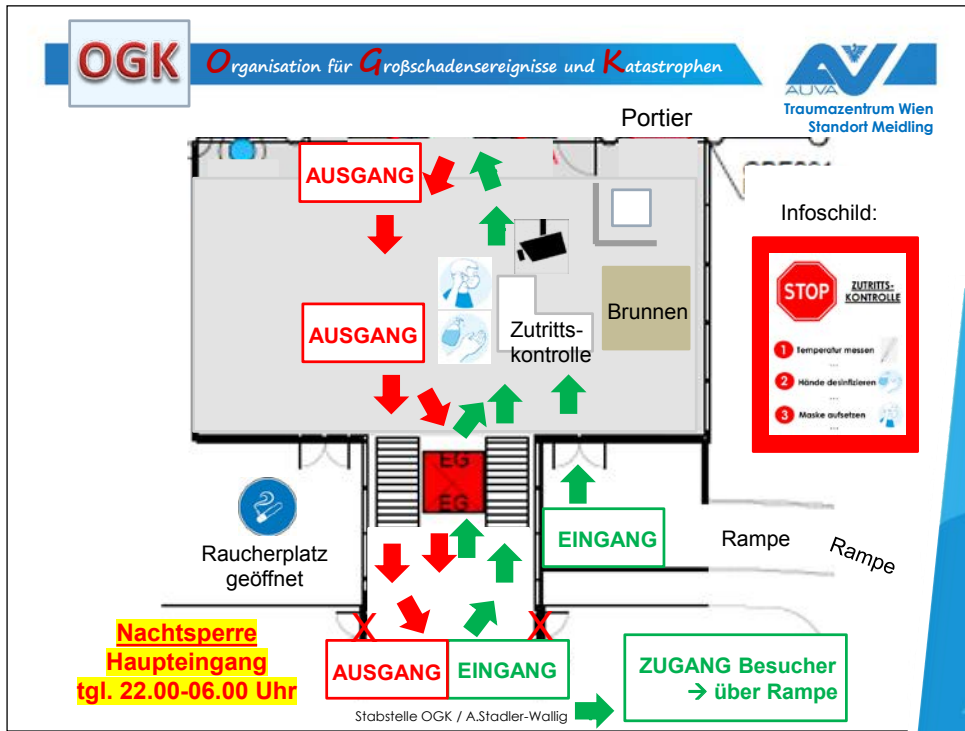 OGK
Organisation für Großschadensereignisse und Katastrophen
AUVA
Traumazentrum Wien
Standort Meidling
Portier
AUSGANG
Infoschild:
STOP
ZUTRITTS-
KONTROLLE
1 Temperatur messen
...
2 Hände desinfizieren
...
3 Maske aufsetzen
...
AUSGANG
Zutritts-
kontrolle
Brunnen
EG
EG
Raucherplatz
geöffnet
EINGANG
Rampe
Rampe
Nachtsperre
Haupteingang
tgl. 22.00-06.00 Uhr
X
X
AUSGANG
EINGANG
ZUGANG Besucher
→ über Rampe
Stabstelle OGK / A.Stadler-Wallig